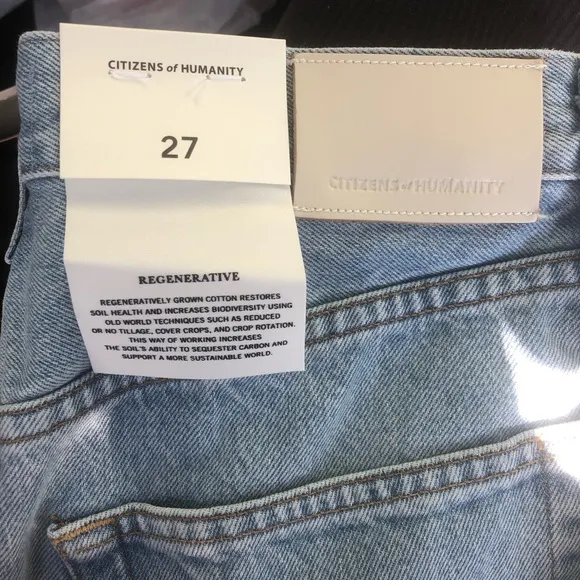 CITIZENS of HUMANITY
27
CITIZENS of HUMANITY
REGENERATIVE
REGENERATIVELY GROWN COTTON RESTORES
SOIL HEALTH AND INCREASES BIODIVERSITY USING
OLD WORLD TECHNIQUES SUCH AS REDUCED
OR NO TILLAGE, COVER CROPS, AND CROP ROTATION.
THIS WAY OF WORKING INCREASES
THE SOIL'S ABILITY TO SEQUESTER CARBON AND
SUPPORT A MORE SUSTAINABLE WORLD.